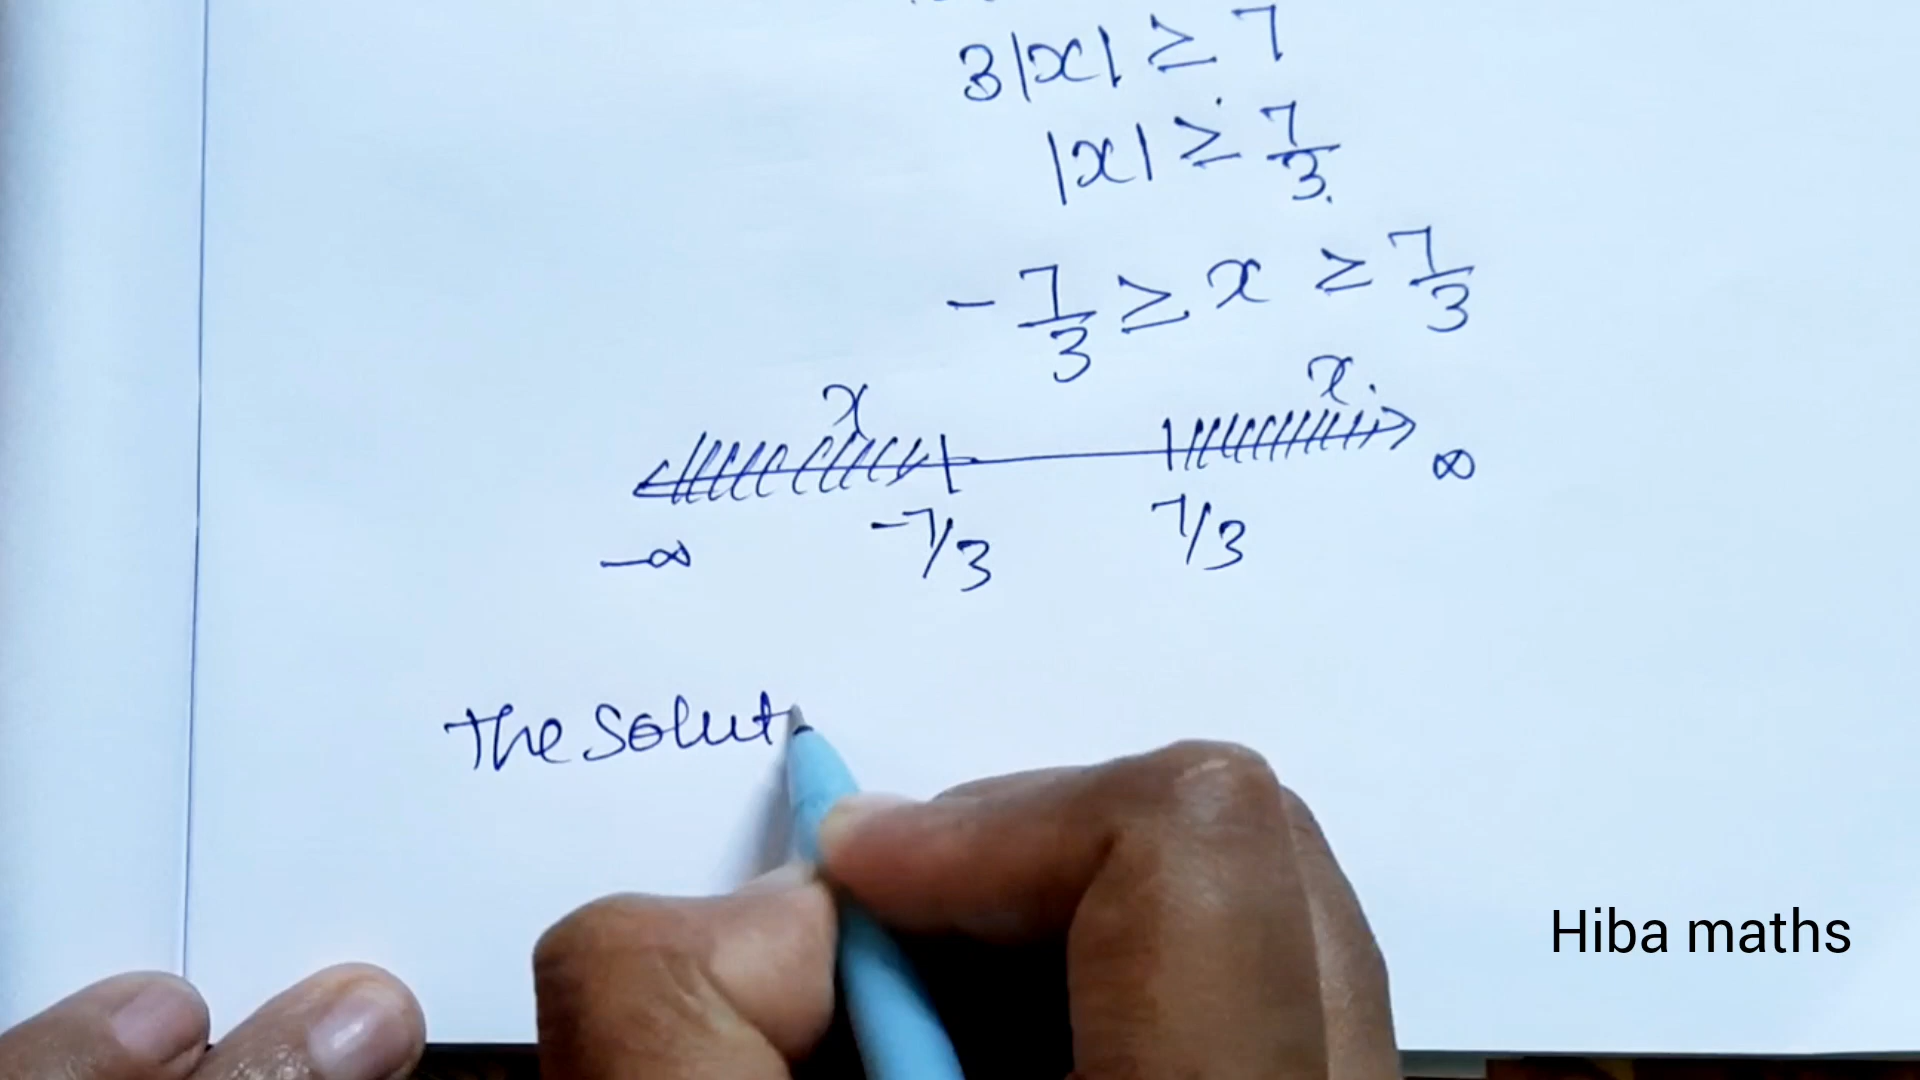 3|x| ≥ 7
|x| ≥ 7/3
-7/3 ≥ x ≥ 7/3
x x
-∞ -7/3 7/3 ∞
The Solut
Hiba maths